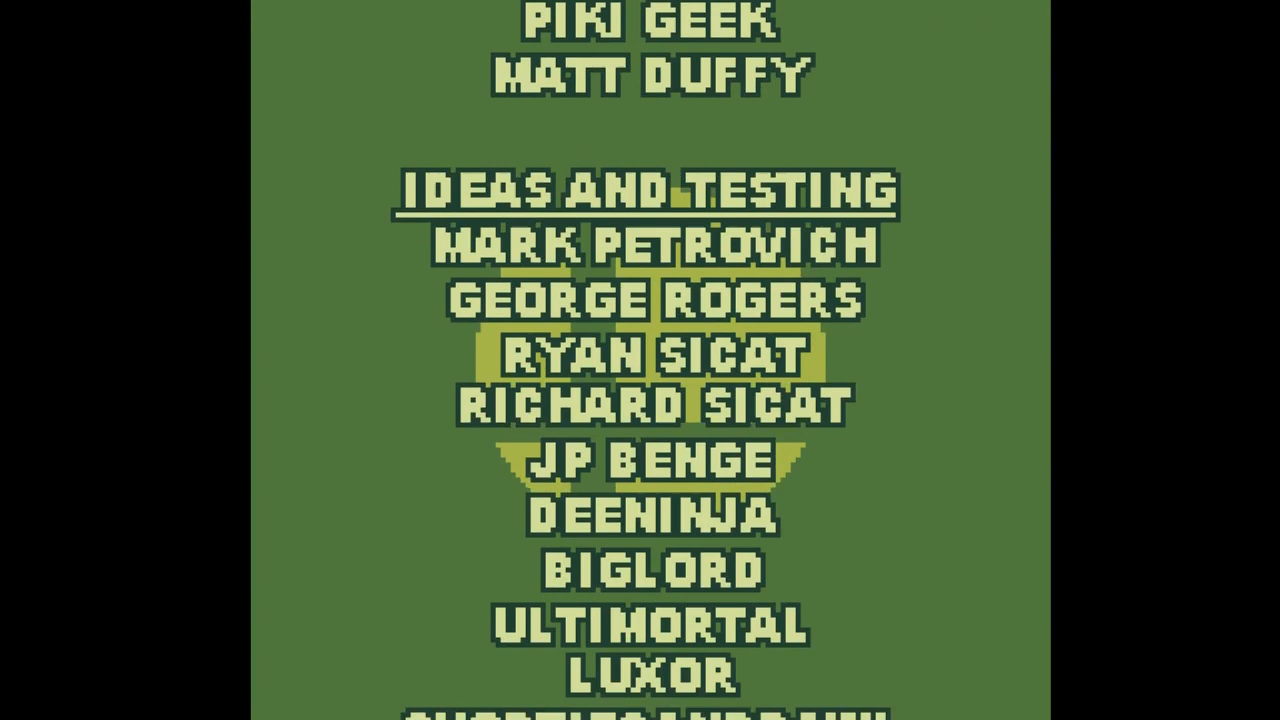 PIKI GEEK
MATT DUFFY
IDEAS AND TESTING
MARK PETROVICH
GEORGE ROGERS
RYAN SICAT
RICHARD SICAT
JP BENGE
DEENINJA
BIGLORD
ULTIMORTAL
LUXOR